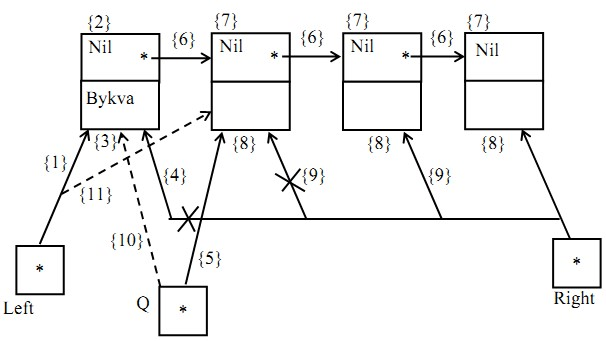 {2} {7} {7} {7}
Nil * {6} Nil * {6} Nil * {6} Nil
Bykva
{3} {8} {8} {8}
{1} {4} {9} {9}
{11}
{10} {5}
* *
Left Q * Right